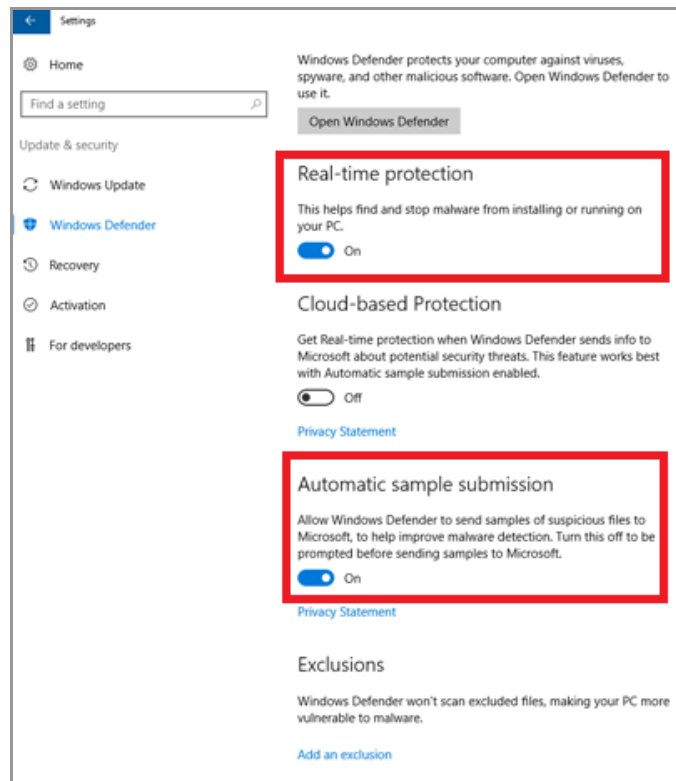 Settings
Home
Find a setting
Update & security
Windows Update
Windows Defender
Recovery
Activation
For developers
Windows Defender protects your computer against viruses,
spyware, and other malicious software. Open Windows Defender to
use it.
Open Windows Defender
Real-time protection
This helps find and stop malware from installing or running on
your PC.
On
Cloud-based Protection
Get Real-time protection when Windows Defender sends info to
Microsoft about potential security threats. This feature works best
with Automatic sample submission enabled.
Off
Privacy Statement
Automatic sample submission
Allow Windows Defender to send samples of suspicious files to
Microsoft, to help improve malware detection. Turn this off to be
prompted before sending samples to Microsoft.
On
Privacy Statement
Exclusions
Windows Defender won't scan excluded files, making your PC more
vulnerable to malware.
Add an exclusion